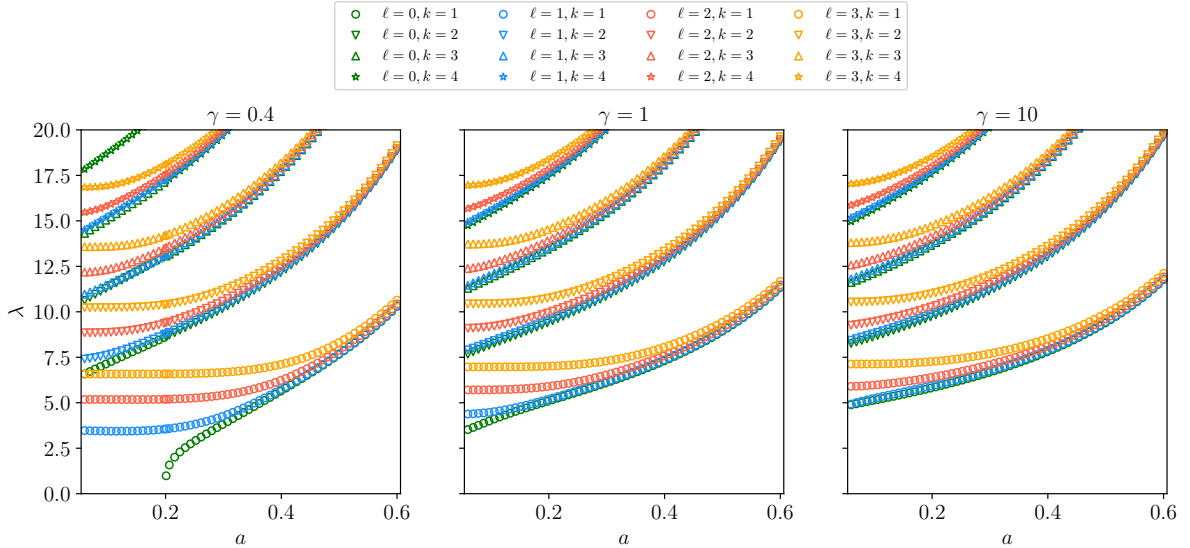 ℓ = 0, k = 1 ℓ = 1, k = 1 ℓ = 2, k = 1 ℓ = 3, k = 1
ℓ = 0, k = 2 ℓ = 1, k = 2 ℓ = 2, k = 2 ℓ = 3, k = 2
ℓ = 0, k = 3 ℓ = 1, k = 3 ℓ = 2, k = 3 ℓ = 3, k = 3
ℓ = 0, k = 4 ℓ = 1, k = 4 ℓ = 2, k = 4 ℓ = 3, k = 4
γ = 0.4 γ = 1 γ = 10
20.0
17.5
15.0
12.5
10.0
7.5
5.0
2.5
0.0
λ
0.2 0.4 0.6 0.2 0.4 0.6 0.2 0.4 0.6
a a a